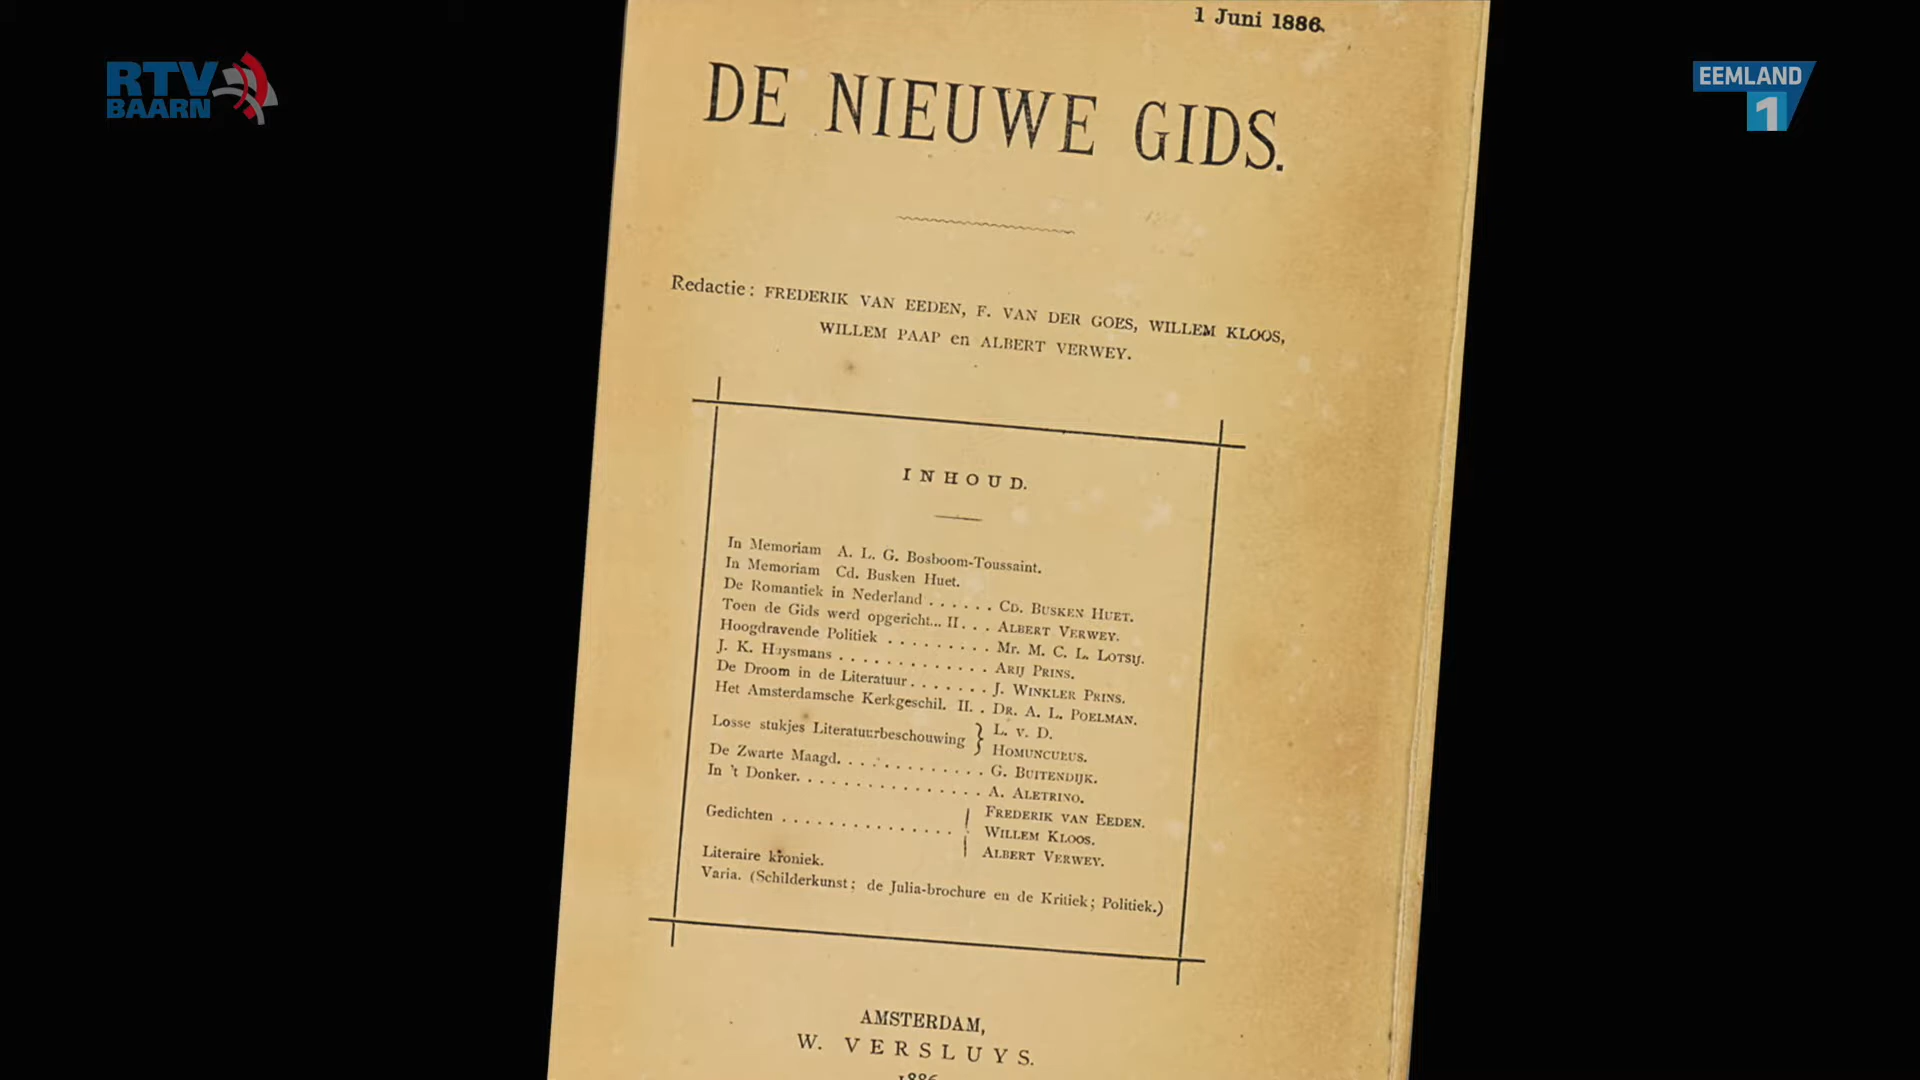 RTV
BAARN
EEMLAND
1
1 Juni 1886.
DE NIEUWE GIDS.
Redactie: FREDERIK VAN EEDEN, F. VAN DER GOES, WILLEM KLOOS,
WILLEM PAAP en ALBERT VERWEY.
INHOUD.
In Memoriam A. L. G. Bosboom-Toussaint.
In Memoriam Cd. Busken Huet.
De Romantiek in Nederland . . . . . . CD. BUSKEN HUET.
Toen de Gids werd opgericht... II . . . ALBERT VERWEY.
Hoogdravende Politiek . . . . . . . . . MR. M. C. L. LOTSIJ.
J. K. Huysmans . . . . . . . . . . . . . ARIJ PRINS.
De Droom in de Literatuur . . . . . . . J. WINKLER PRINS.
Het Amsterdamsche Kerkgeschil. II. . DR. A. L. POELMAN.
Losse stukjes Literatuurbeschouwing } L. v. D.
HOMUNCULUS.
De Zwarte Maagd. . . . . . . . . . . . . G. BUITENDIJK.
In 't Donker. . . . . . . . . . . . . . . . A. ALETRINO.
Gedichten . . . . . . . . . . . . . . . FREDERIK VAN EEDEN.
WILLEM KLOOS.
ALBERT VERWEY.
Literaire kroniek.
Varia. (Schilderkunst; de Julia-brochure en de Kritiek; Politiek.)
AMSTERDAM,
W. VERSLUYS.
1886